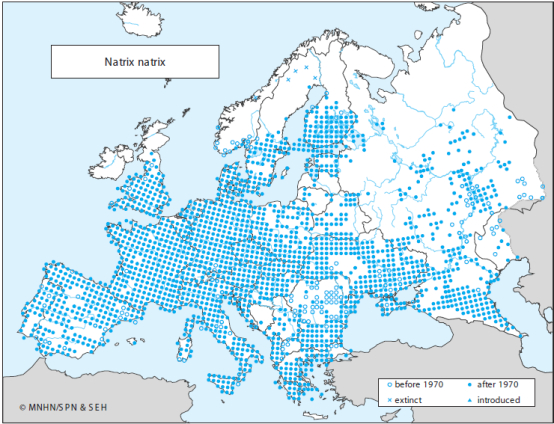 Natrix natrix
before 1970
after 1970
extinct
introduced
© MNHN/SPN & SEH